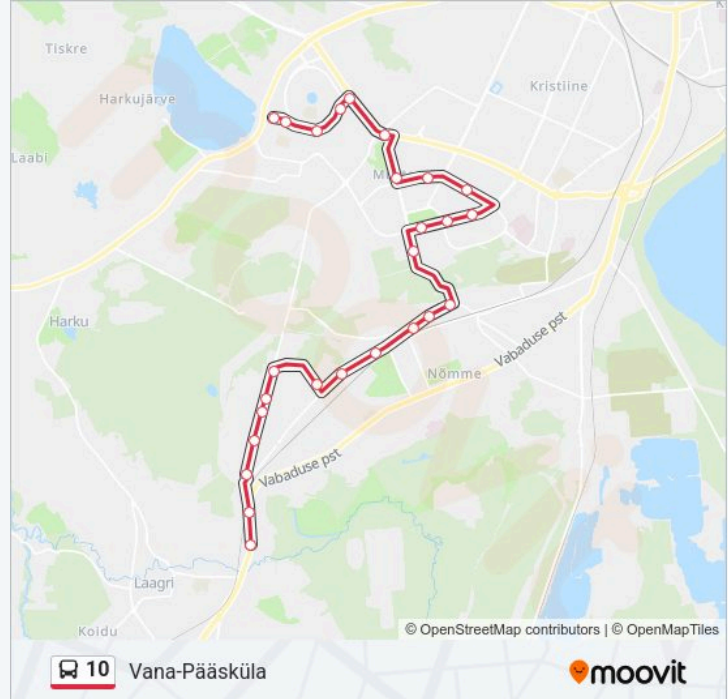 Tiskre
Kristiine
Harkujärve
Laabi
Harku
Vabaduse pst
Nõmme
Vabaduse pst
Laagri
Koidu
© OpenStreetMap contributors | © OpenMapTiles
10 Vana-Pääsküla
moovit